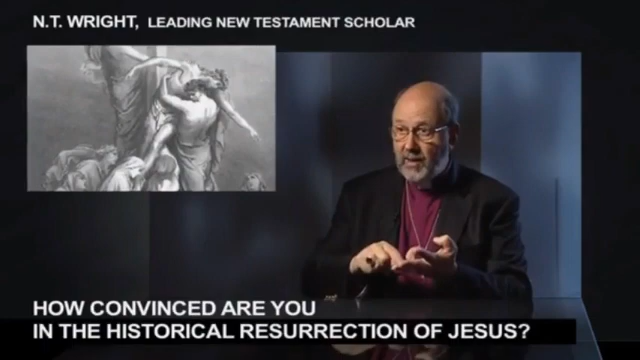 N.T. WRIGHT, LEADING NEW TESTAMENT SCHOLAR
HOW CONVINCED ARE YOU
IN THE HISTORICAL RESURRECTION OF JESUS?